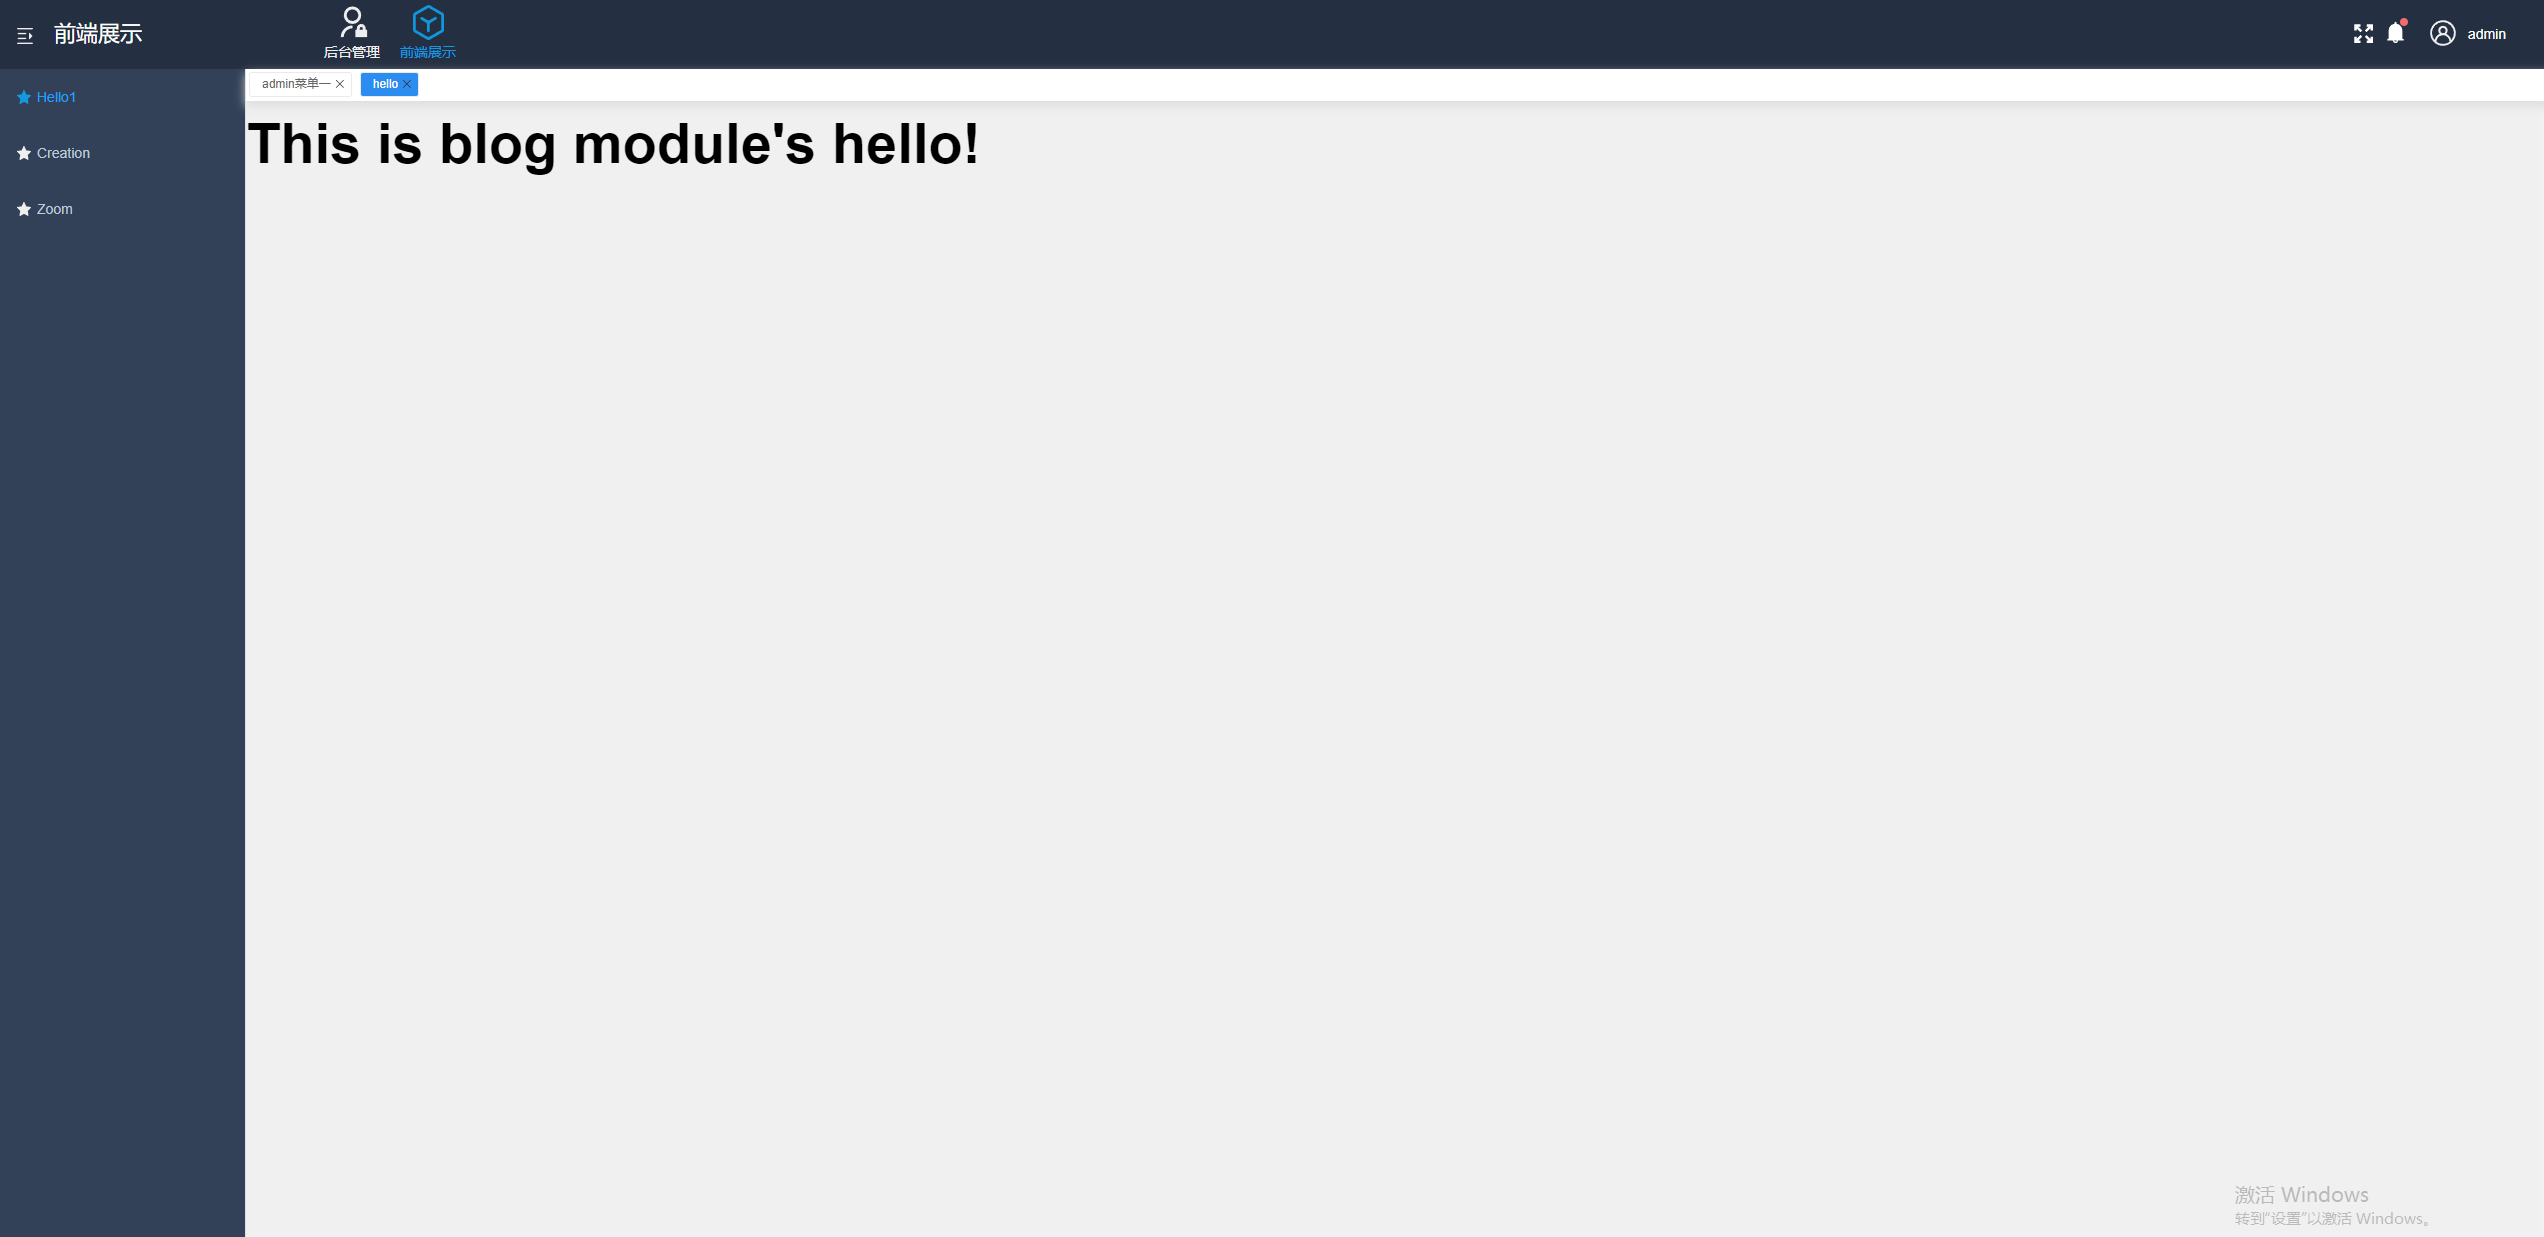 前端展示
后台管理
前端展示
admin
Hello1
Creation
Zoom
admin菜单一
hello
This is blog module's hello!
激活 Windows
转到“设置”以激活 Windows。